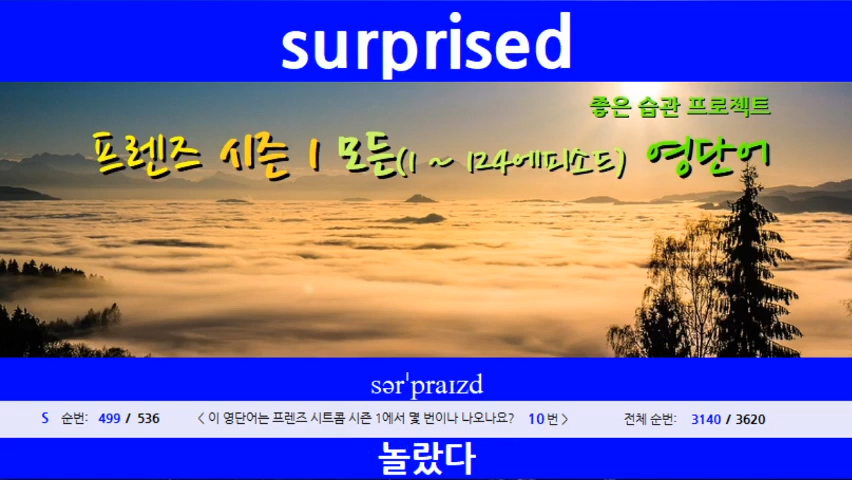 surprised
좋은 습관 프로젝트
프렌즈 시즌 1 모든(1 ~ 124에피소드) 영단어
sərˈpraɪzd
S 순번: 499 / 536 < 이 영단어는 프렌즈 시트콤 시즌 1에서 몇 번이나 나오나요? 10 번 > 전체 순번: 3140 / 3620
놀랐다